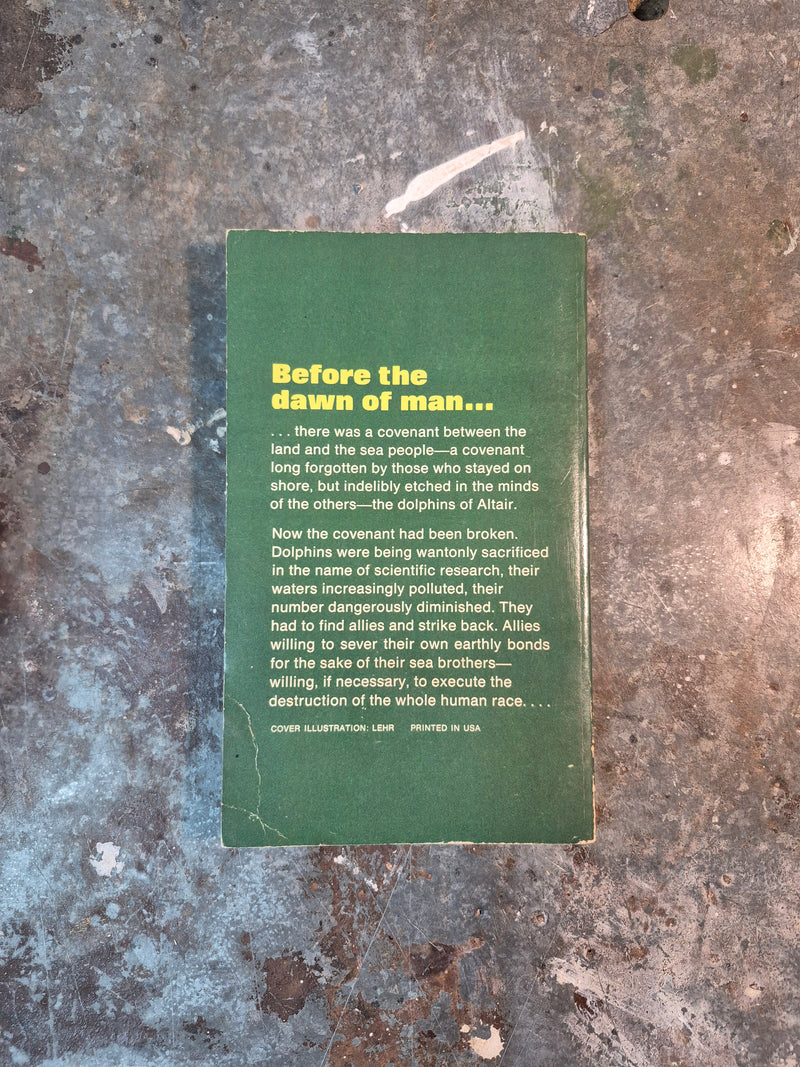 Before the
dawn of man...
. . . there was a covenant between the
land and the sea people—a covenant
long forgotten by those who stayed on
shore, but indelibly etched in the minds
of the others—the dolphins of Altair.
Now the covenant had been broken.
Dolphins were being wantonly sacrificed
in the name of scientific research, their
waters increasingly polluted, their
number dangerously diminished. They
had to find allies and strike back. Allies
willing to sever their own earthly bonds
for the sake of their sea brothers—
willing, if necessary, to execute the
destruction of the whole human race. . . .
COVER ILLUSTRATION: LEHR PRINTED IN USA